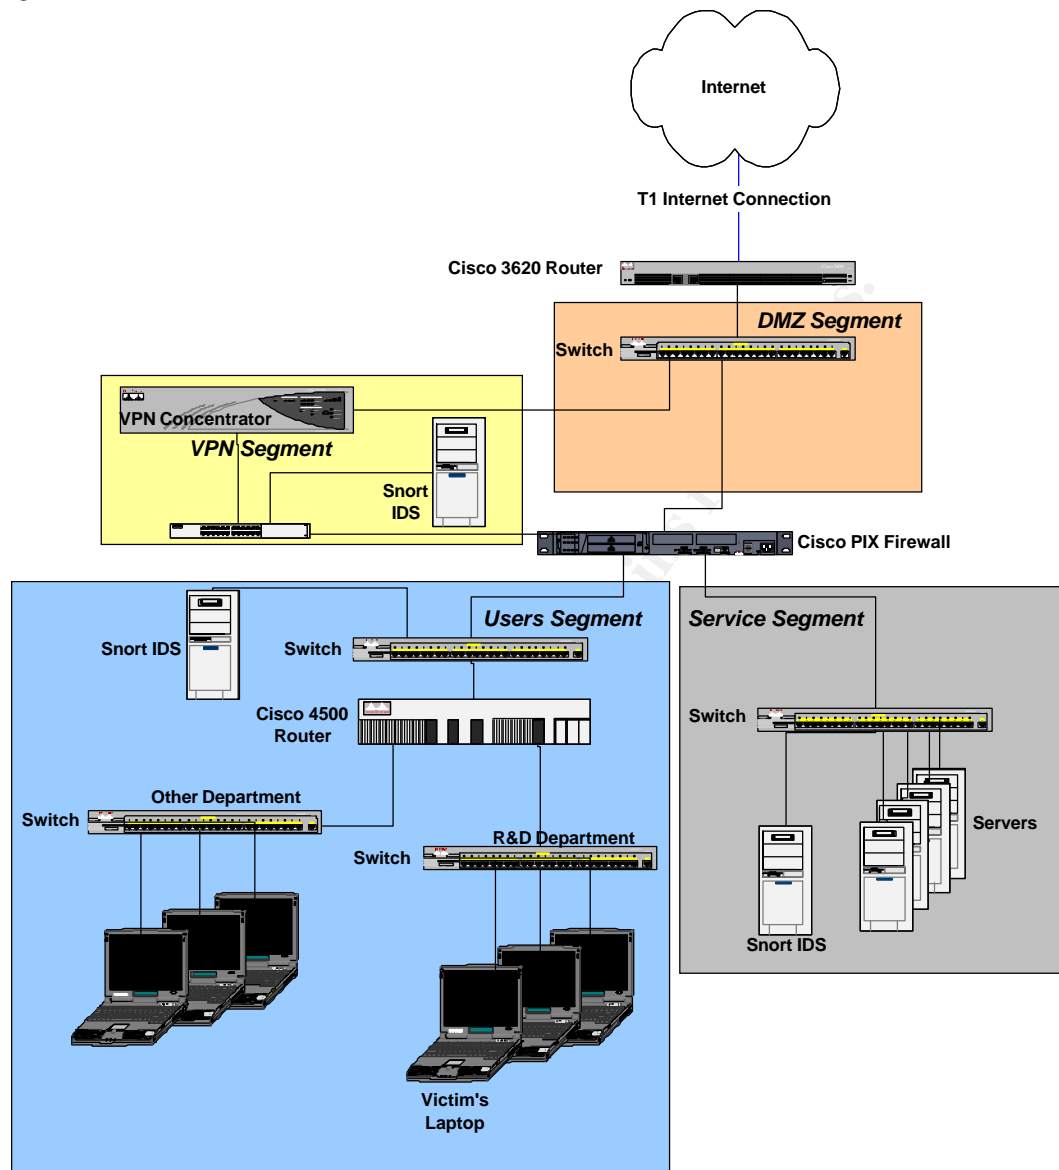 Internet
T1 Internet Connection
Cisco 3620 Router
DMZ Segment
Switch
VPN Concentrator
VPN Segment
Snort
IDS
Cisco PIX Firewall
Users Segment
Service Segment
Snort IDS
Switch
Cisco 4500
Router
Switch
Other Department
Switch
R&D Department
Switch
Servers
Snort IDS
Victim's
Laptop